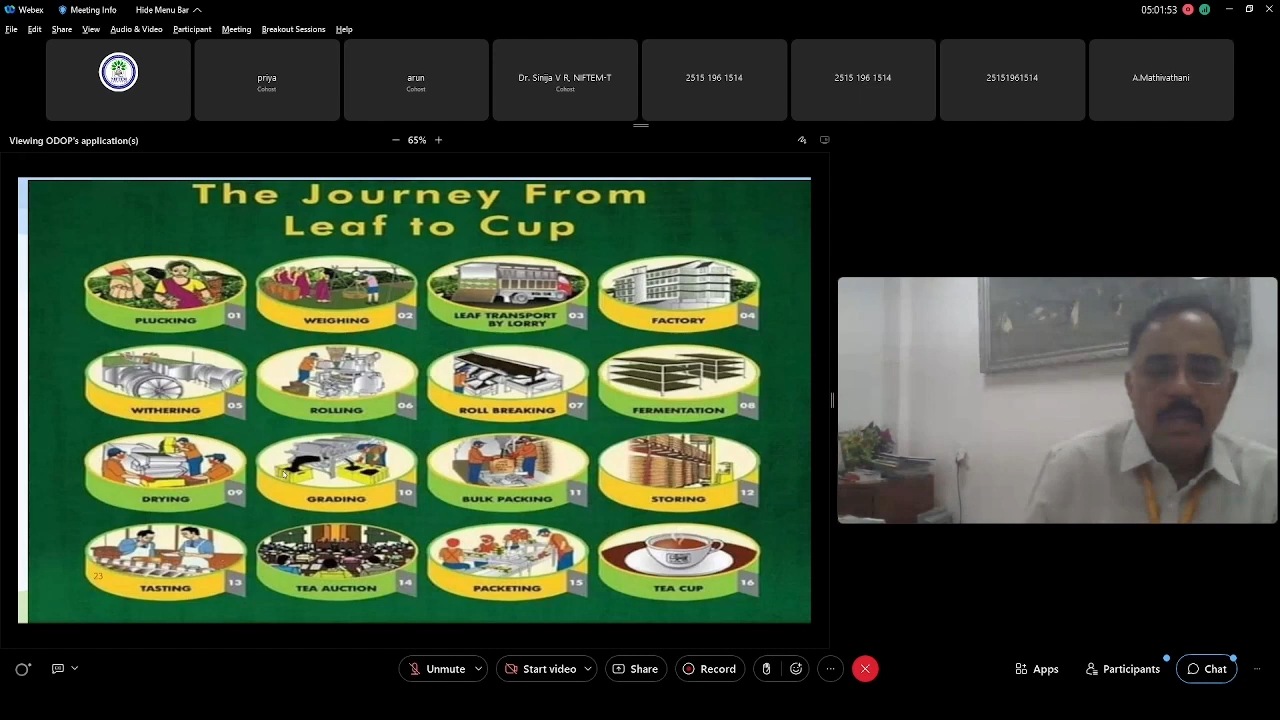 Webex
Meeting Info
Hide Menu Bar
05:01:53
File
Edit
Share
View
Audio & Video
Participant
Meeting
Breakout Sessions
Help
priya
Cohost
arun
Cohost
Dr. Sinija V R, NIFTEM-T
Cohost
2515 196 1514
2515 196 1514
25151961514
A.Mathivathani
Viewing ODOP's application(s)
65%
The Journey From
Leaf to Cup
PLUCKING 01
WEIGHING 02
LEAF TRANSPORT
BY LORRY 03
FACTORY 04
WITHERING 05
ROLLING 06
ROLL BREAKING 07
FERMENTATION 08
DRYING 09
GRADING 10
BULK PACKING 11
STORING 12
23
TASTING 13
TEA AUCTION 14
PACKETING 15
TEA CUP 16
Unmute
Start video
Share
Record
Apps
Participants
Chat